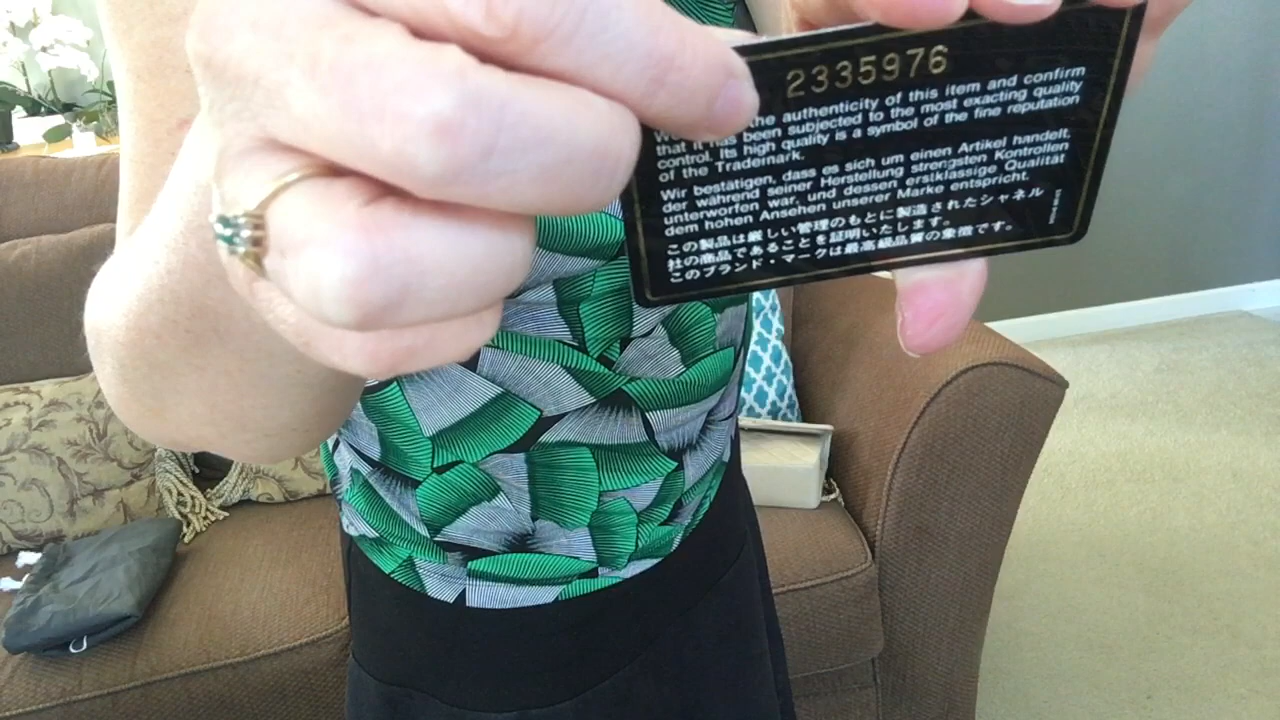 2335976
the authenticity of this item and confirm
that it has been subjected to the most exacting quality
control. Its high quality is a symbol of the fine reputation
of the Trademark.
Wir bestätigen, dass es sich um einen Artikel handelt,
der während seiner Herstellung strengsten Kontrollen
unterworfen war, und dessen erstklassige Qualität
dem hohen Ansehen unserer Marke entspricht.
この製品は厳しい管理のもとに製造されたシャネル
社の商品であることを証明いたします。
このブランド・マークは最高級品質の象徴です。